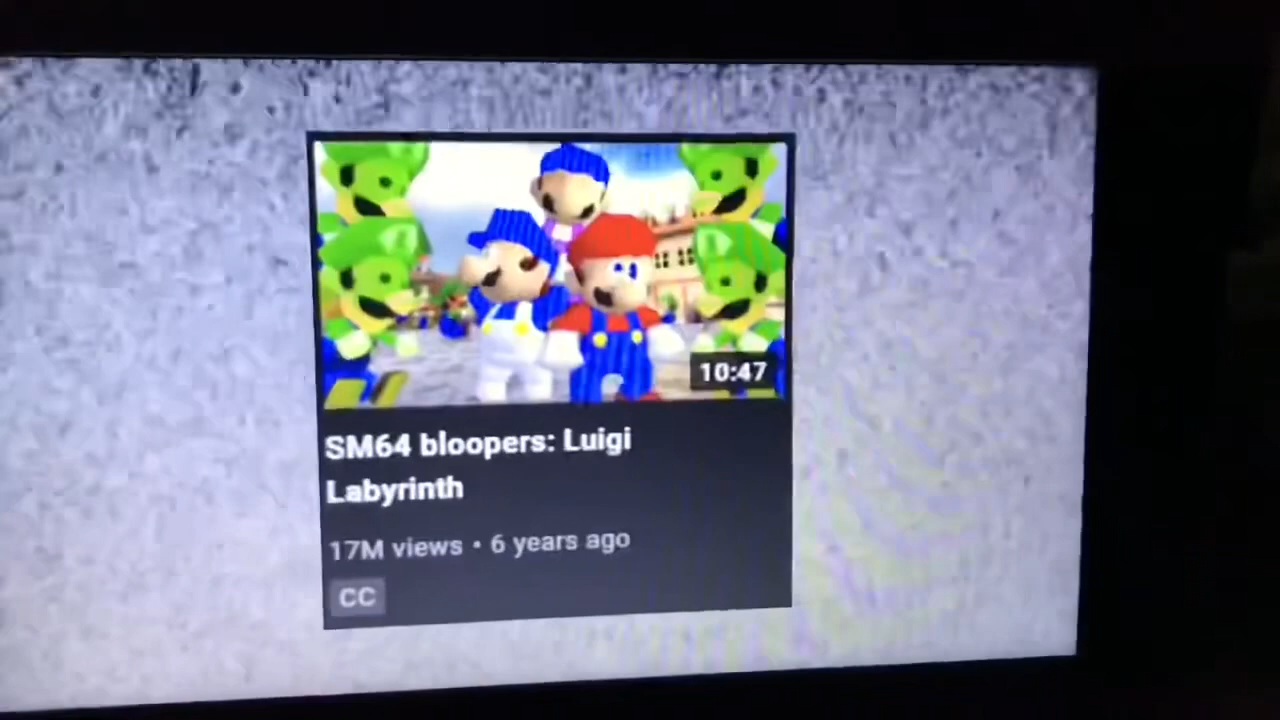 10:47
SM64 bloopers: Luigi
Labyrinth
17M views • 6 years ago
CC